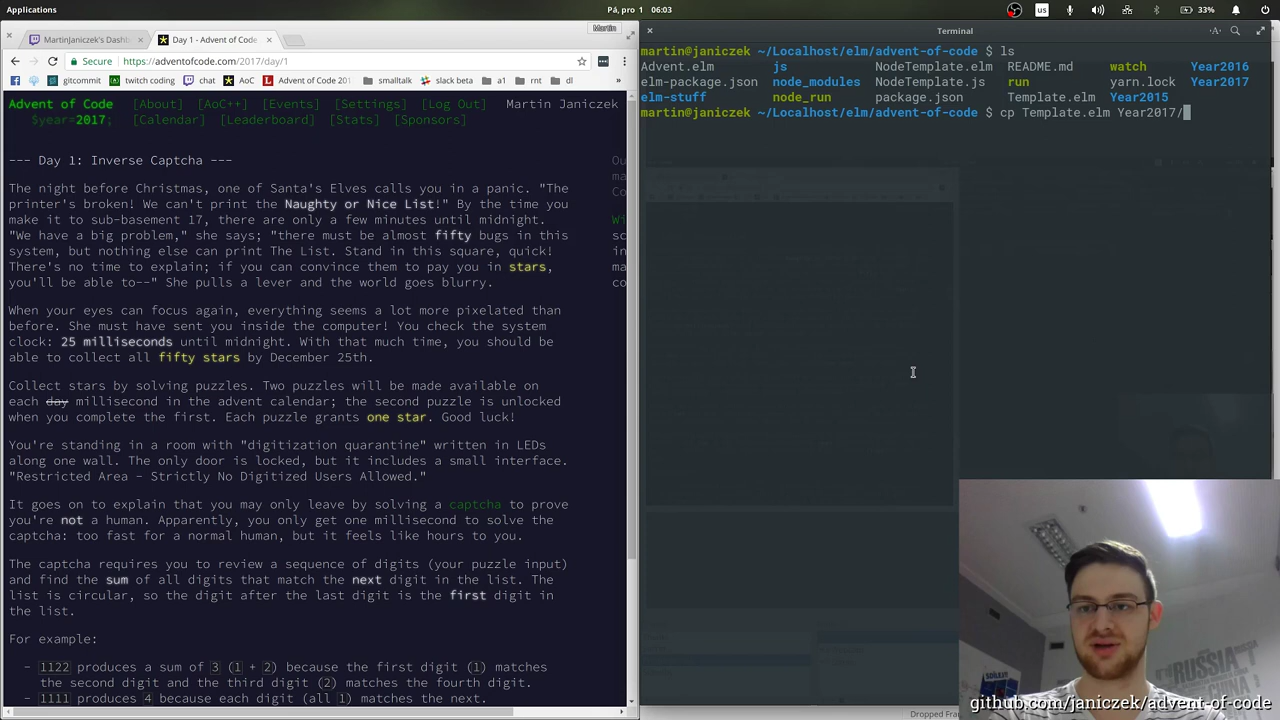 Applications
Pá, pro 1 06:03
us
33%
MartinJaniczek's Dashb
Day 1 - Advent of Code
Martin
Secure
https://adventofcode.com/2017/day/1
gitcommit
twitch coding
chat
AoC
Advent of Code 20
smalltalk
slack beta
a1
rnt
dl
»
Advent of Code [About] [AoC++] [Events] [Settings] [Log Out] Martin Janiczek
$year=2017; [Calendar] [Leaderboard] [Stats] [Sponsors]
--- Day 1: Inverse Captcha ---
The night before Christmas, one of Santa's Elves calls you in a panic. "The
printer's broken! We can't print the Naughty or Nice List!" By the time you
make it to sub-basement 17, there are only a few minutes until midnight.
"We have a big problem," she says; "there must be almost fifty bugs in this
system, but nothing else can print The List. Stand in this square, quick!
There's no time to explain; if you can convince them to pay you in stars,
you'll be able to--" She pulls a lever and the world goes blurry.
When your eyes can focus again, everything seems a lot more pixelated than
before. She must have sent you inside the computer! You check the system
clock: 25 milliseconds until midnight. With that much time, you should be
able to collect all fifty stars by December 25th.
Collect stars by solving puzzles. Two puzzles will be made available on
each day millisecond in the advent calendar; the second puzzle is unlocked
when you complete the first. Each puzzle grants one star. Good luck!
You're standing in a room with "digitization quarantine" written in LEDs
along one wall. The only door is locked, but it includes a small interface.
"Restricted Area - Strictly No Digitized Users Allowed."
It goes on to explain that you may only leave by solving a captcha to prove
you're not a human. Apparently, you only get one millisecond to solve the
captcha: too fast for a normal human, but it feels like hours to you.
The captcha requires you to review a sequence of digits (your puzzle input)
and find the sum of all digits that match the next digit in the list. The
list is circular, so the digit after the last digit is the first digit in
the list.
For example:
- 1122 produces a sum of 3 (1 + 2) because the first digit (1) matches
the second digit and the third digit (2) matches the fourth digit.
- 1111 produces 4 because each digit (all 1) matches the next.
Ou
ma
Co
Wi
sc
in
ma
co
Terminal
martin@janiczek ~/Localhost/elm/advent-of-code $ ls
Advent.elm js NodeTemplate.elm README.md watch Year2016
elm-package.json node_modules NodeTemplate.js run yarn.lock Year2017
elm-stuff node_run package.json Template.elm Year2015
martin@janiczek ~/Localhost/elm/advent-of-code $ cp Template.elm Year2017/
Dropped Fra
github.com/janiczek/advent-of-code